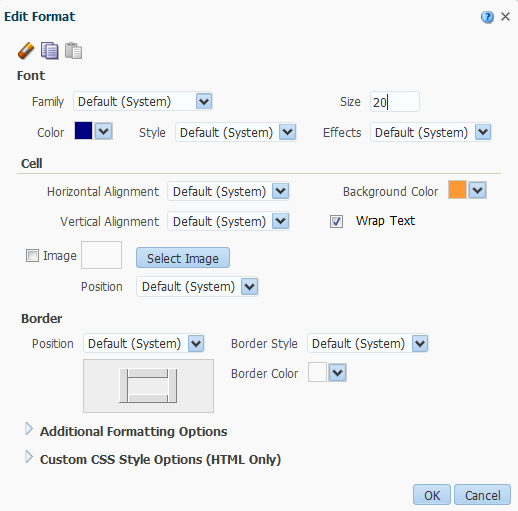 Edit Format
Font
Family Default (System) Size 20
Color Style Default (System) Effects Default (System)
Cell
Horizontal Alignment Default (System) Background Color
Vertical Alignment Default (System) Wrap Text
Image Select Image
Position Default (System)
Border
Position Default (System) Border Style Default (System)
Border Color
Additional Formatting Options
Custom CSS Style Options (HTML Only)
OK Cancel